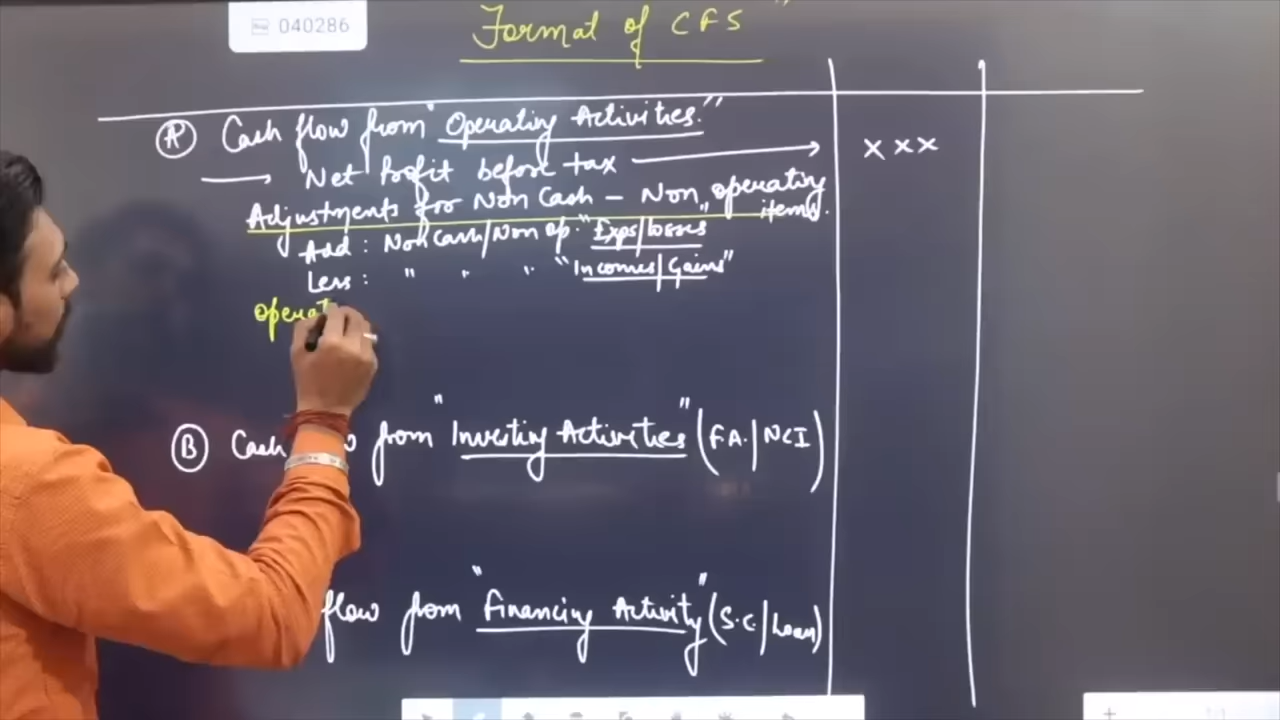 040286
Format of CFS"
(A) Cash flow from "Operating Activities."
Net Profit before tax → xxx
Adjustments for Non Cash – Non operating items.
Add : Non Cash/Non op. "Exps/losses"
Less : " " " "Incomes/Gains"
operat
(B) Cash from "Investing Activities" (F.A./NCI)
flow from "Financing Activity" (S.C/Loan)